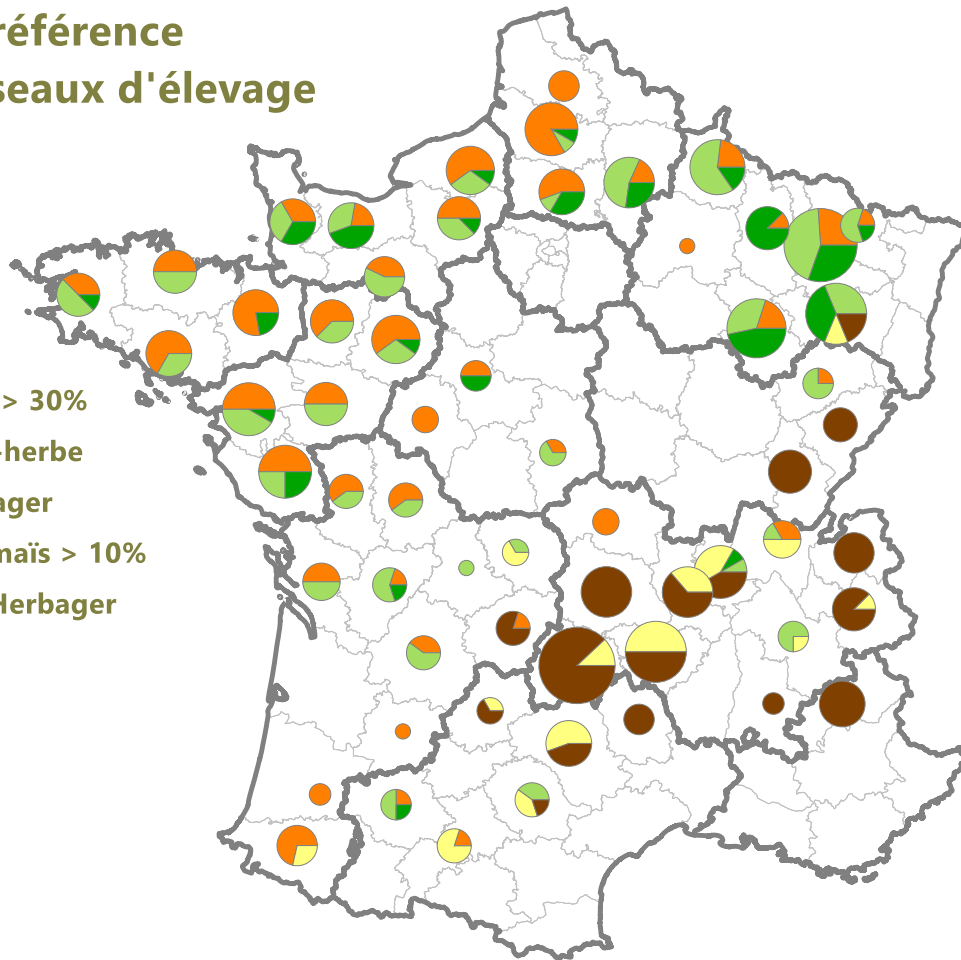 référence
seaux d'élevage
> 30%
-herbe
ager
maïs > 10%
Herbager